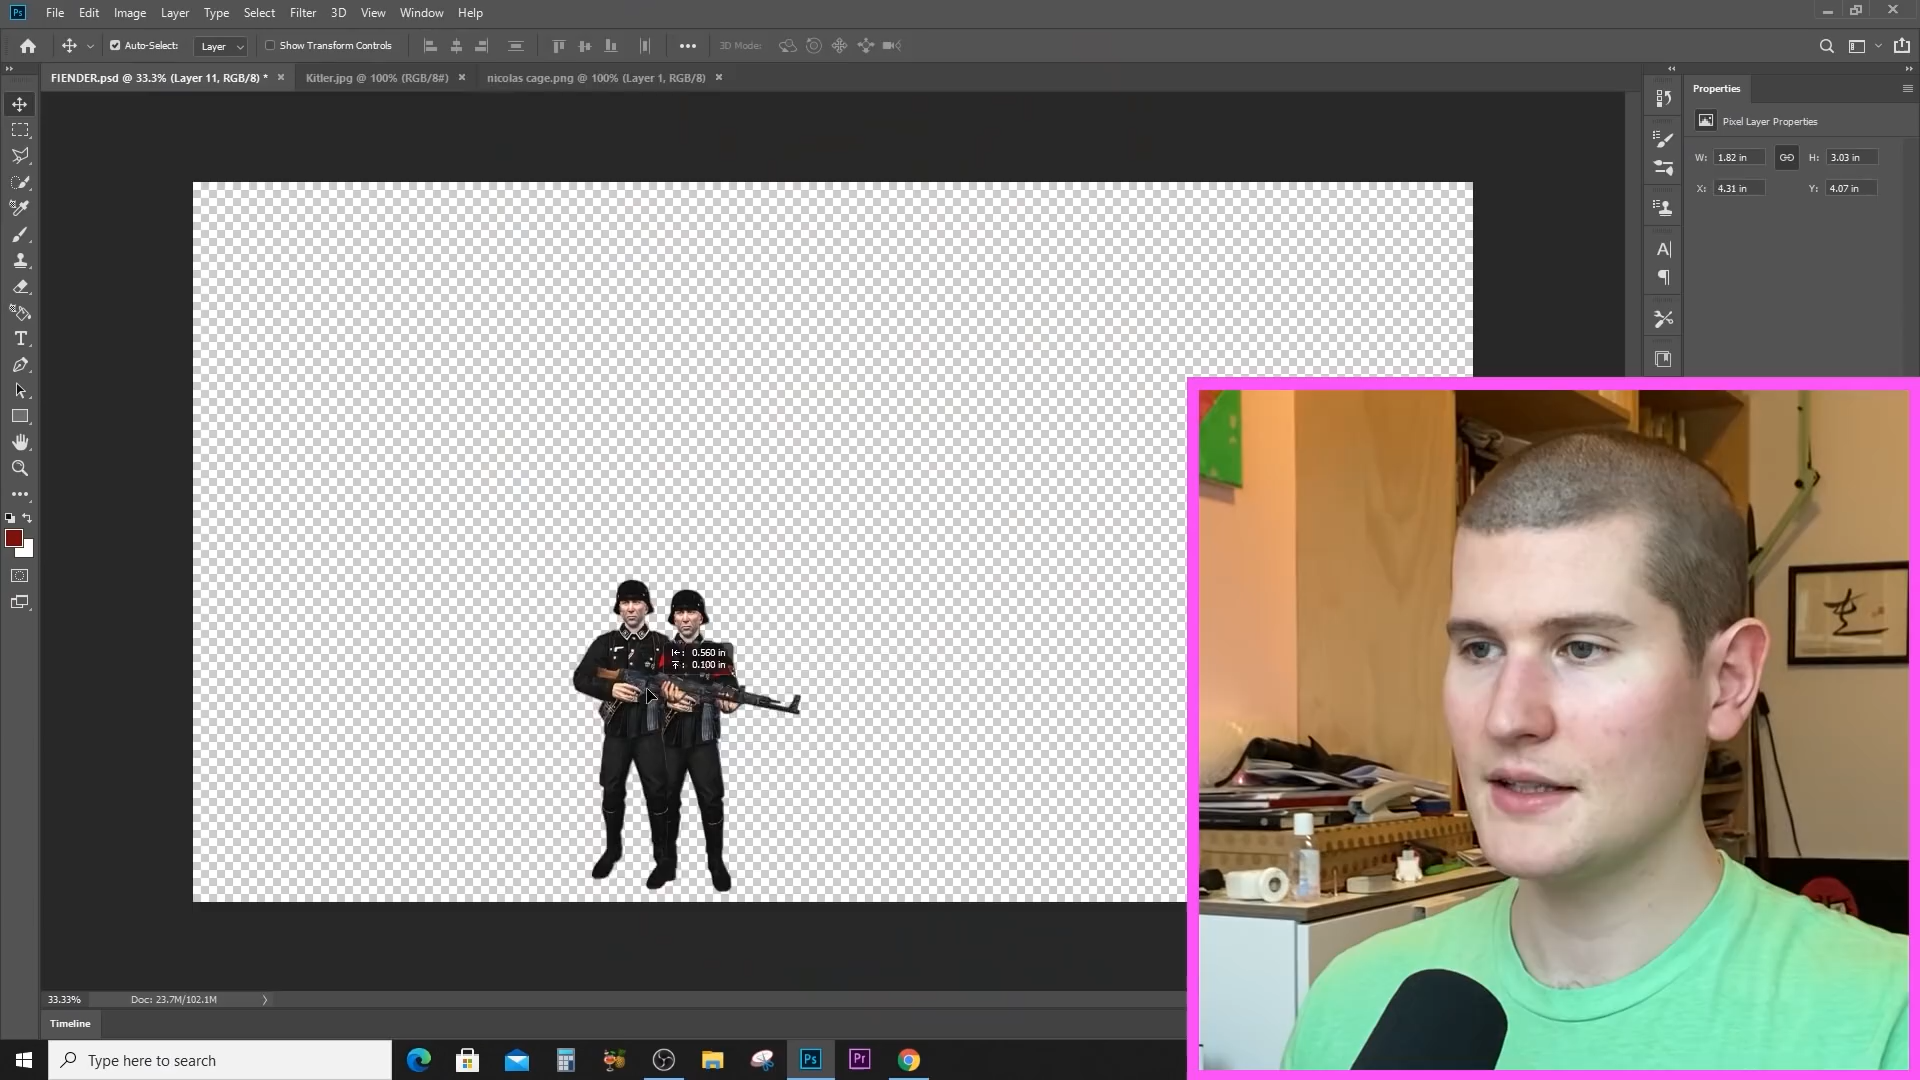 Ps File Edit Image Layer Type Select Filter 3D View Window Help
Auto-Select: Layer Show Transform Controls 3D Mode:
FIENDER.psd @ 33.3% (Layer 11, RGB/8) * Kitler.jpg @ 100% (RGB/8#) nicolas cage.png @ 100% (Layer 1, RGB/8)
Properties
Pixel Layer Properties
W: 1.82 in H: 3.03 in
X: 4.31 in Y: 4.07 in
0.560 in
0.100 in
33.33% Doc: 23.7M/102.1M
Timeline
Type here to search
Ps Pr